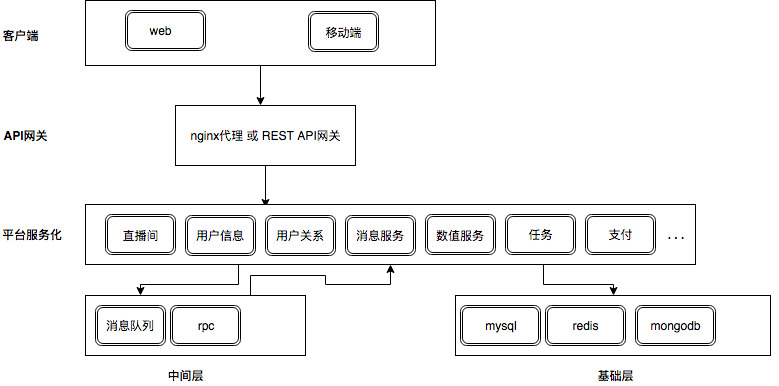 客户端
web
移动端
API网关
nginx代理 或 REST API网关
平台服务化
直播间
用户信息
用户关系
消息服务
数值服务
任务
支付
...
消息队列
rpc
mysql
redis
mongodb
中间层
基础层